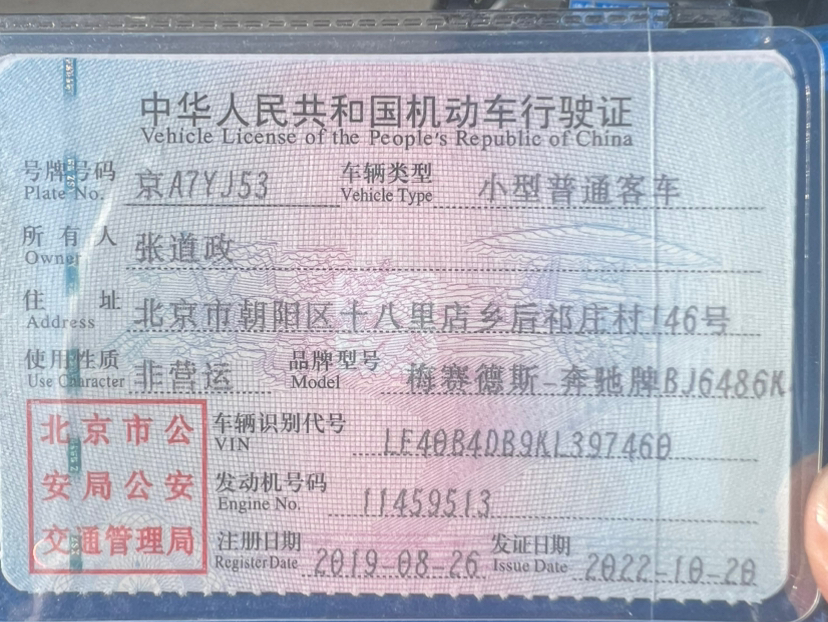 中华人民共和国机动车行驶证
Vehicle License of the People's Republic of China
号牌号码 京A7YJ53 车辆类型 小型普通客车
Plate No. Vehicle Type
所有人 张道政
Owner
住址 北京市朝阳区十八里店乡后祁庄村146号
Address
使用性质 非营运 品牌型号 梅赛德斯-奔驰牌BJ6486K
Use Character Model
北京市公
安局公安
交通管理局
车辆识别代号 LE40B4DB9KL397460
VIN
发动机号码 11459513
Engine No.
注册日期 2019-08-26 发证日期 2022-10-20
Register Date Issue Date